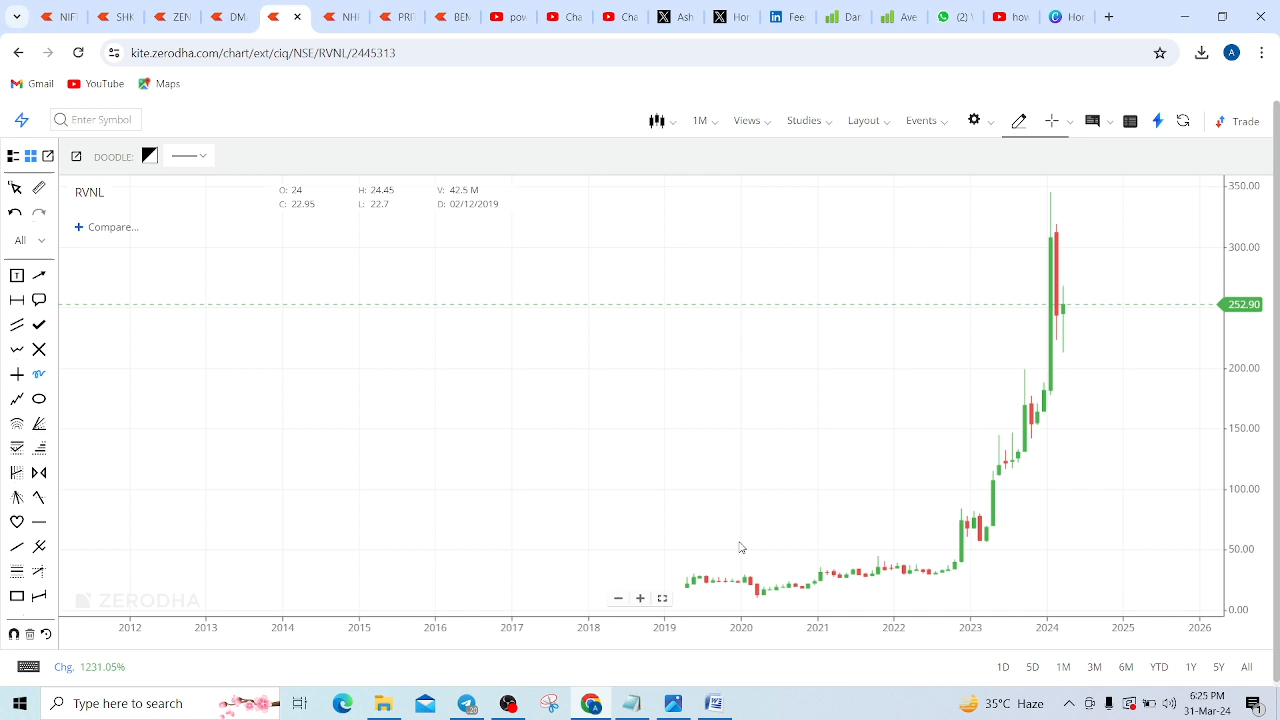 NIF
SHK
ZEN
KEI
NHI
PRI
BEN
pov
Cha
Cha
Ash
Hor
Fee
Dar
Ave
(2)
how
Hor
kite.zerodha.com/chart/ext/ciq/NSE/RVNL/2445313
A
Gmail
YouTube
Maps
Enter Symbol
1M
Views
Studies
Layout
Events
Trade
DOODLE:
RVNL
O: 24
H: 24.45
V: 42.5 M
C: 22.95
L: 22.7
D: 02/12/2019
+ Compare...
All
T
350.00
300.00
252.90
200.00
150.00
100.00
50.00
0.00
ZERODHA
2012
2013
2014
2015
2016
2017
2018
2019
2020
2021
2022
2023
2024
2025
2026
Chg. 1231.05%
1D
5D
1M
3M
6M
YTD
1Y
5Y
All
Type here to search
35°C Haze
6:25 PM
31-Mar-24